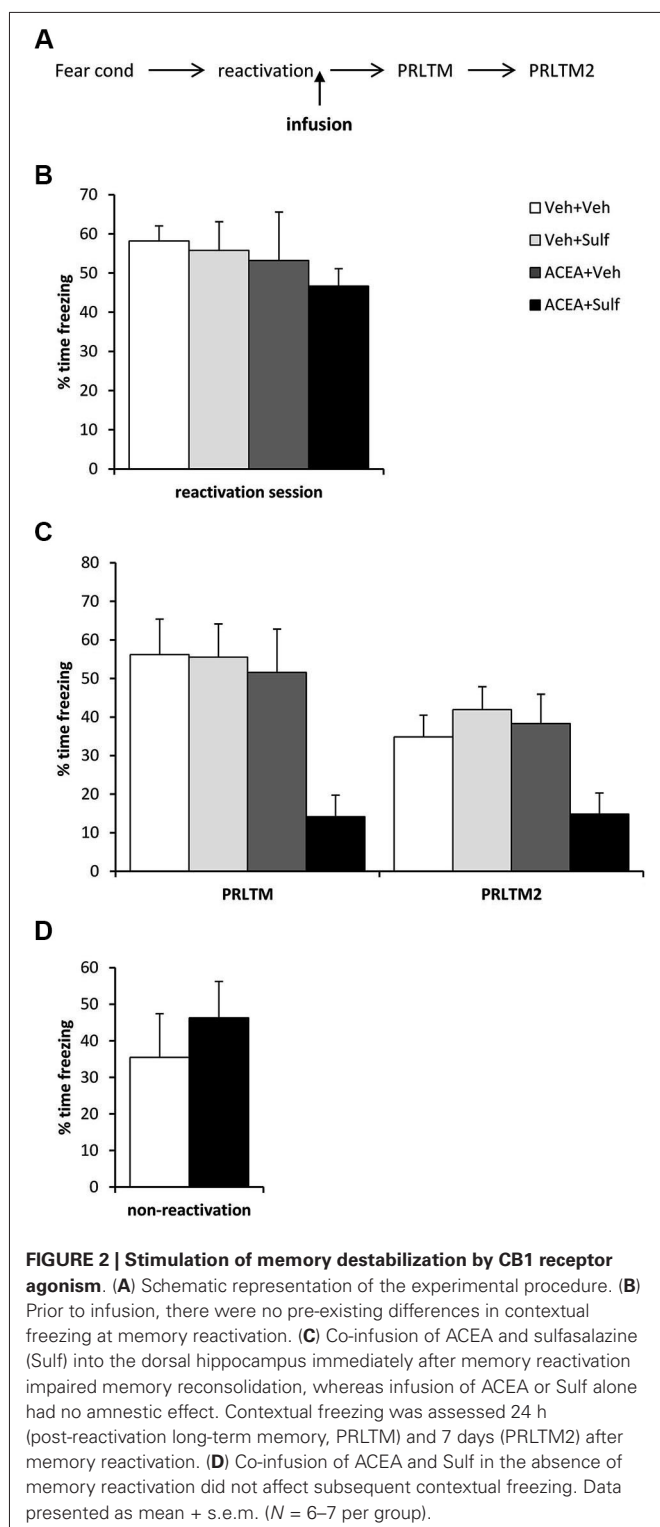 A
Fear cond → reactivation → PRLTM → PRLTM2
infusion
B
% time freezing
70
60
50
40
30
20
10
0
reactivation session
Veh+Veh
Veh+Sulf
ACEA+Veh
ACEA+Sulf
C
% time freezing
80
70
60
50
40
30
20
10
0
PRLTM PRLTM2
D
% time freezing
60
50
40
30
20
10
0
non-reactivation
FIGURE 2 | Stimulation of memory destabilization by CB1 receptor
agonism. (A) Schematic representation of the experimental procedure. (B)
Prior to infusion, there were no pre-existing differences in contextual
freezing at memory reactivation. (C) Co-infusion of ACEA and sulfasalazine
(Sulf) into the dorsal hippocampus immediately after memory reactivation
impaired memory reconsolidation, whereas infusion of ACEA or Sulf alone
had no amnestic effect. Contextual freezing was assessed 24 h
(post-reactivation long-term memory, PRLTM) and 7 days (PRLTM2) after
memory reactivation. (D) Co-infusion of ACEA and Sulf in the absence of
memory reactivation did not affect subsequent contextual freezing. Data
presented as mean + s.e.m. (N = 6–7 per group).